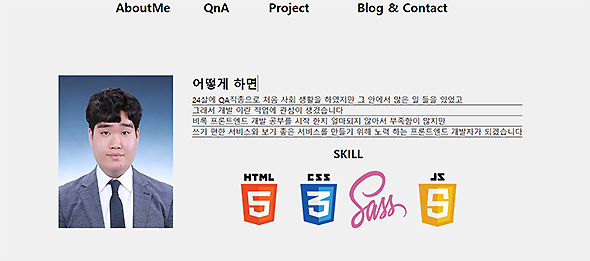 AboutMe QnA Project Blog & Contact
어떻게 하면
24살에 QA직종으로 처음 사회 생활을 하였지만 그 안에서 많은 일 들을 있었고
그래서 개발 이란 직업에 관심이 생겼습니다
비록 프론트엔드 개발 공부를 시작 한지 얼마되지 않아서 부족함이 많지만
쓰기 편한 서비스와 보기 좋은 서비스를 만들기 위해 노력 하는 프론트엔드 개발자가 되겠습니다
SKILL
HTML CSS Sass JS
5 3 5